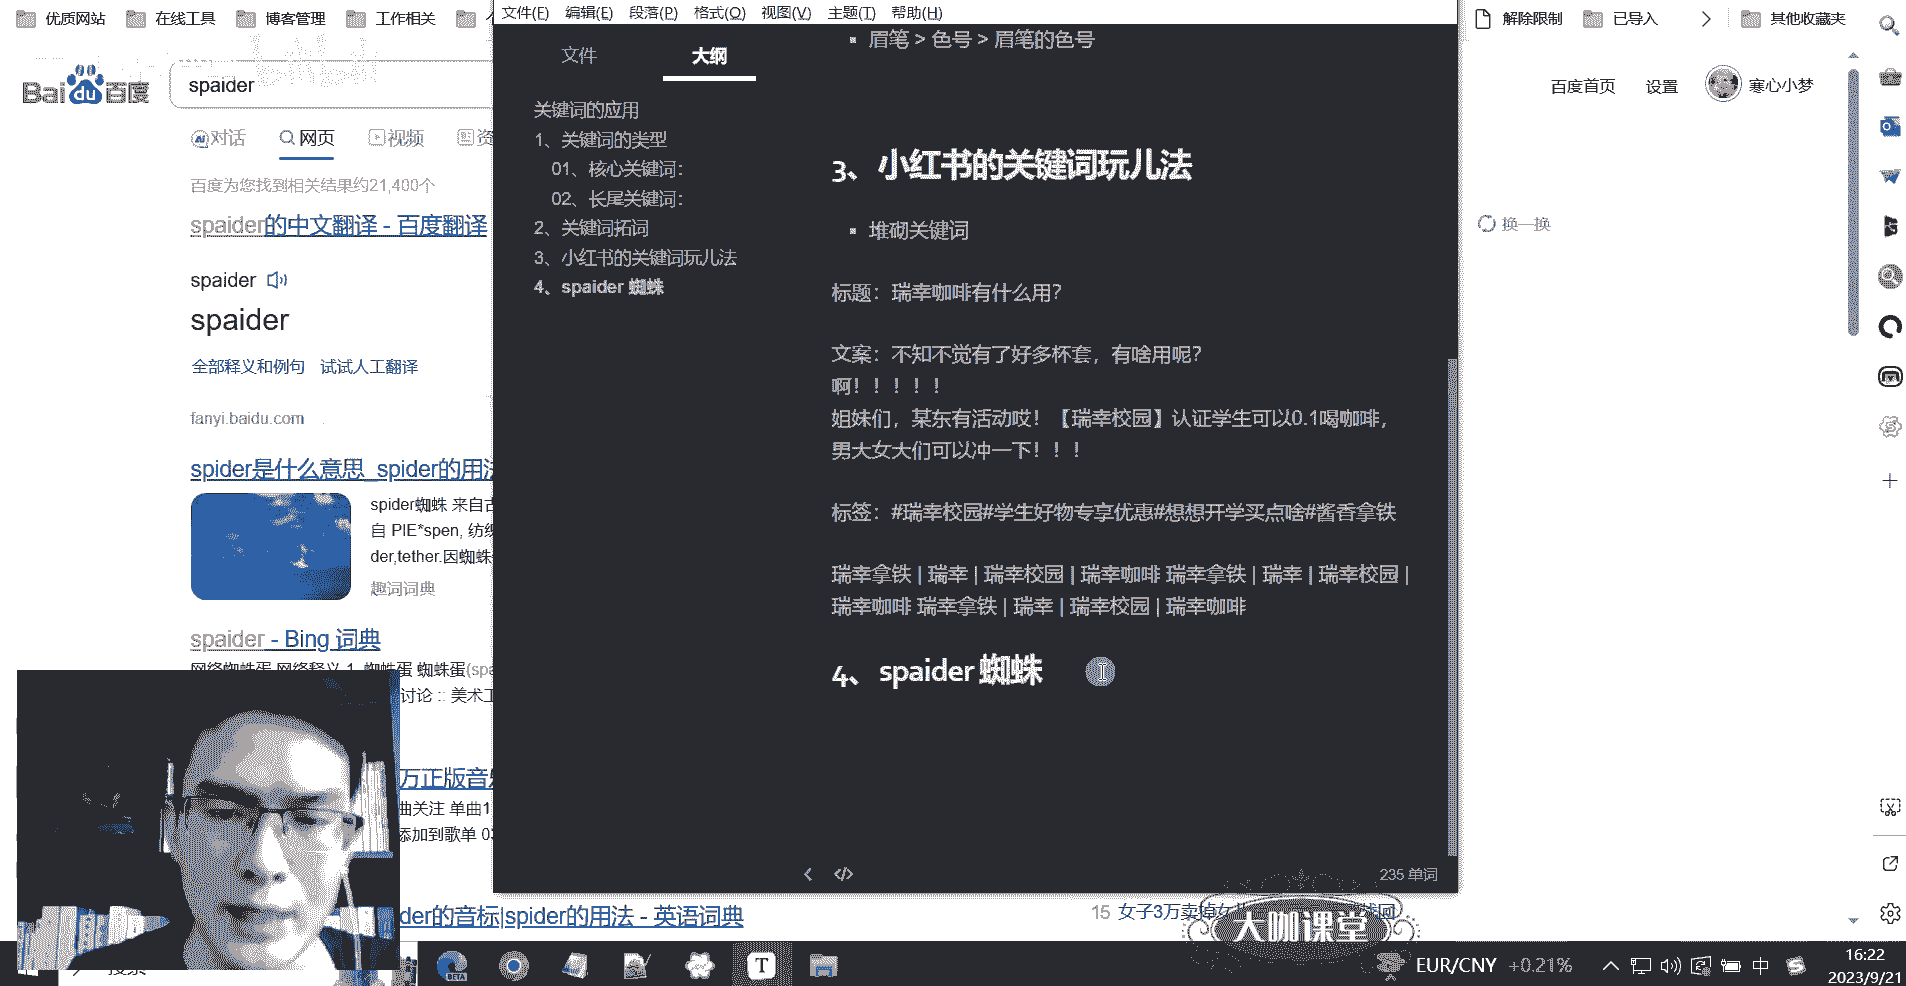 优质网站
在线工具
博客管理
工作相关
文件(F) 编辑(E) 段落(P) 格式(O) 视图(V) 主题(T) 帮助(H)
解除限制
已导入
其他收藏夹
Bai du 百度
spaider
百度首页 设置 寒心小梦
对话 网页 视频
百度为您找到相关结果约21,400个
spaider的中文翻译 - 百度翻译
spaider
spaider
全部释义和例句 试试人工翻译
fanyi.baidu.com
spider是什么意思_spider的用法
spider蜘蛛 来自古
自 PIE*spen, 纺织
der,tether.因蜘蛛
趣词词典
spaider - Bing 词典
讨论 :: 美术工
万正版音乐
曲关注 单曲1
添加到歌单 03
der的音标|spider的用法 - 英语词典
文件 大纲
关键词的应用
1、关键词的类型
01、核心关键词：
02、长尾关键词：
2、关键词拓词
3、小红书的关键词玩儿法
4、spaider 蜘蛛
眉笔 > 色号 > 眉笔的色号
3、小红书的关键词玩儿法
堆砌关键词
标题：瑞幸咖啡有什么用？
文案：不知不觉有了好多杯套，有啥用呢？
啊！！！！！
姐妹们，某东有活动哎！【瑞幸校园】认证学生可以0.1喝咖啡，
男大女大们可以冲一下！！！
标签：#瑞幸校园#学生好物专享优惠#想想开学买点啥#酱香拿铁
瑞幸拿铁 | 瑞幸 | 瑞幸校园 | 瑞幸咖啡 瑞幸拿铁 | 瑞幸 | 瑞幸校园 |
瑞幸咖啡 瑞幸拿铁 | 瑞幸 | 瑞幸校园 | 瑞幸咖啡
4、spaider 蜘蛛
235 单词
换一换
15 女子3万卖掉女
大咖课堂
BETA
EUR/CNY +0.21%
中
16:22
2023/9/21